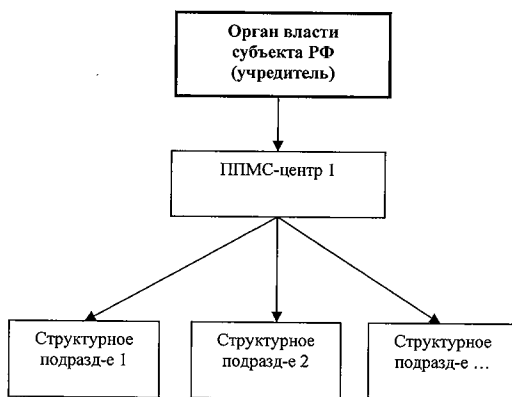 Орган власти
субъекта РФ
(учредитель)
ППМС-центр 1
Структурное
подразд-е 1
Структурное
подразд-е 2
Структурное
подразд-е ...